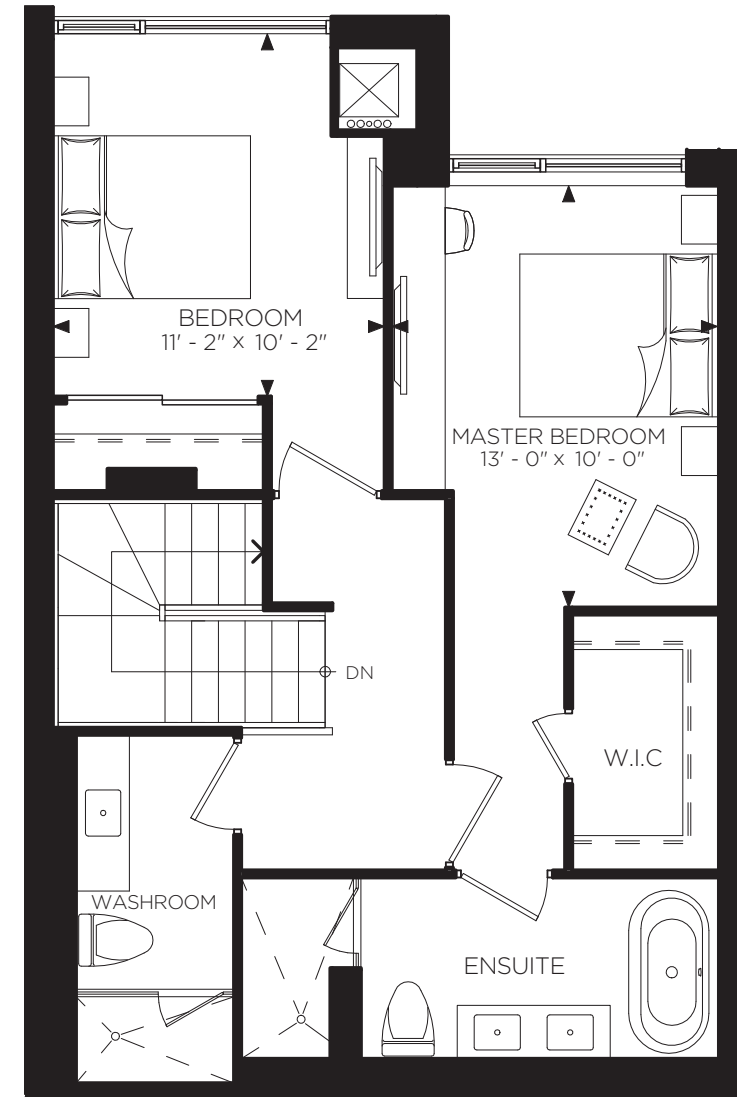 BEDROOM
11' - 2" x 10' - 2"
MASTER BEDROOM
13' - 0" x 10' - 0"
DN
W.I.C
WASHROOM
ENSUITE